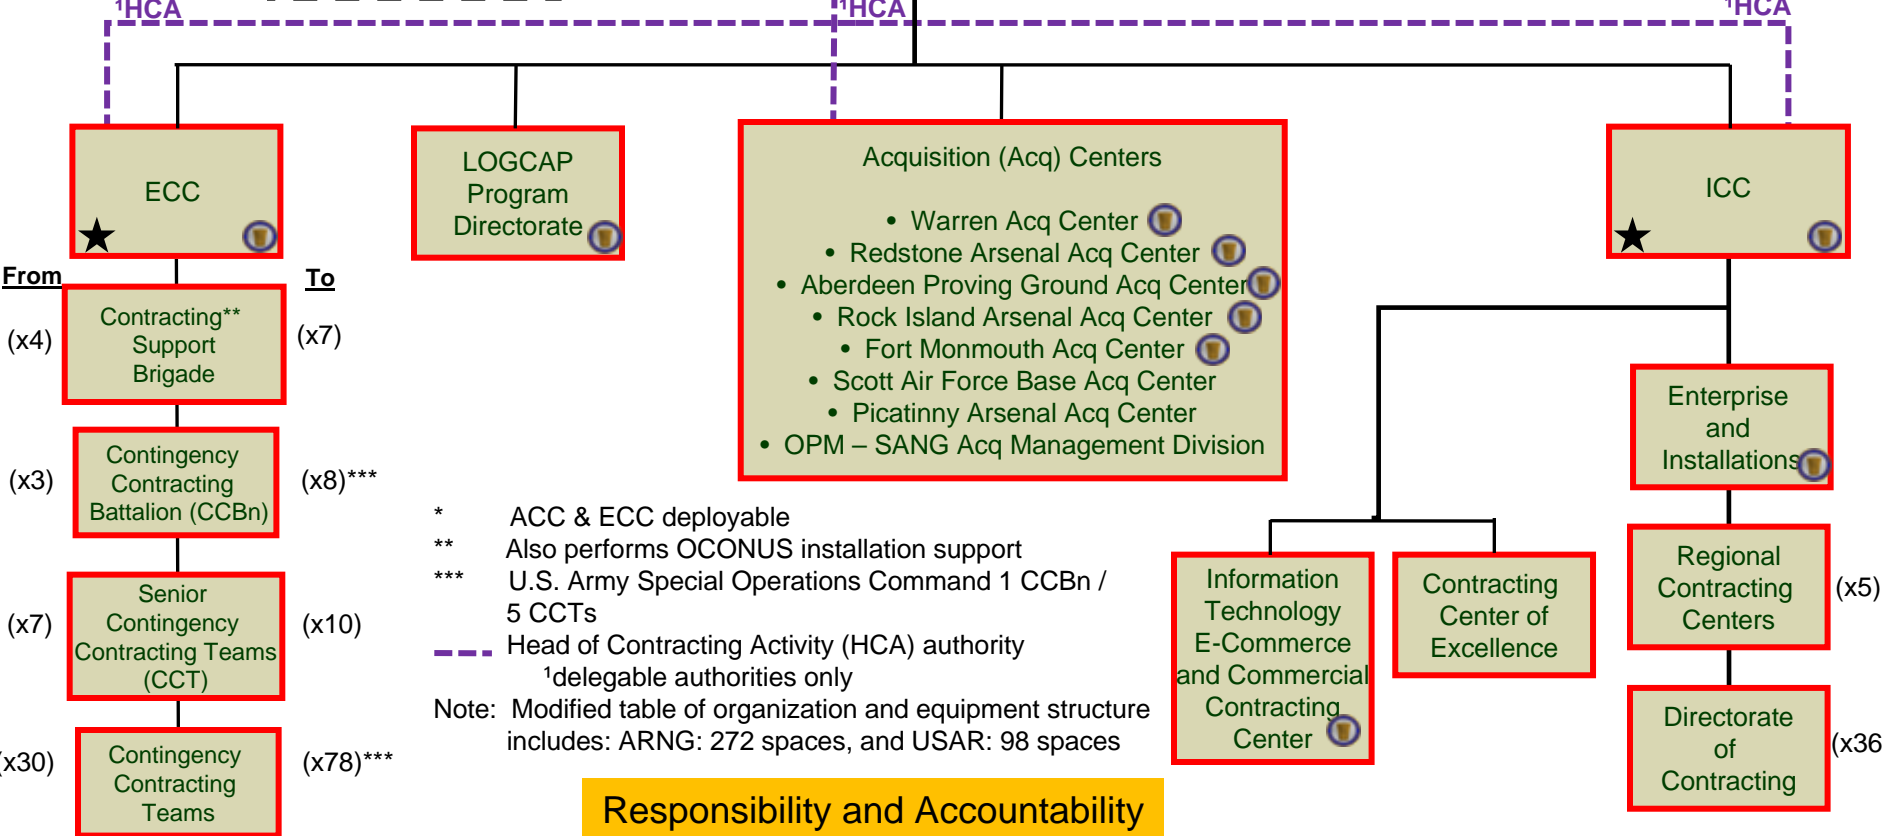 ¹HCA
¹HCA
¹HCA
ECC
LOGCAP
Program
Directorate
Acquisition (Acq) Centers
• Warren Acq Center
• Redstone Arsenal Acq Center
• Aberdeen Proving Ground Acq Center
• Rock Island Arsenal Acq Center
• Fort Monmouth Acq Center
• Scott Air Force Base Acq Center
• Picatinny Arsenal Acq Center
• OPM – SANG Acq Management Division
ICC
From
To
(x4)
Contracting**
Support
Brigade
(x7)
(x3)
Contingency
Contracting
Battalion (CCBn)
(x8)***
(x7)
Senior
Contingency
Contracting Teams
(CCT)
(x10)
(x30)
Contingency
Contracting
Teams
(x78)***
* ACC & ECC deployable
** Also performs OCONUS installation support
*** U.S. Army Special Operations Command 1 CCBn /
5 CCTs
Head of Contracting Activity (HCA) authority
¹delegable authorities only
Note: Modified table of organization and equipment structure
includes: ARNG: 272 spaces, and USAR: 98 spaces
Information
Technology
E-Commerce
and Commercial
Contracting
Center
Contracting
Center of
Excellence
Enterprise
and
Installations
Regional
Contracting
Centers
(x5)
Directorate
of
Contracting
(x36
Responsibility and Accountability